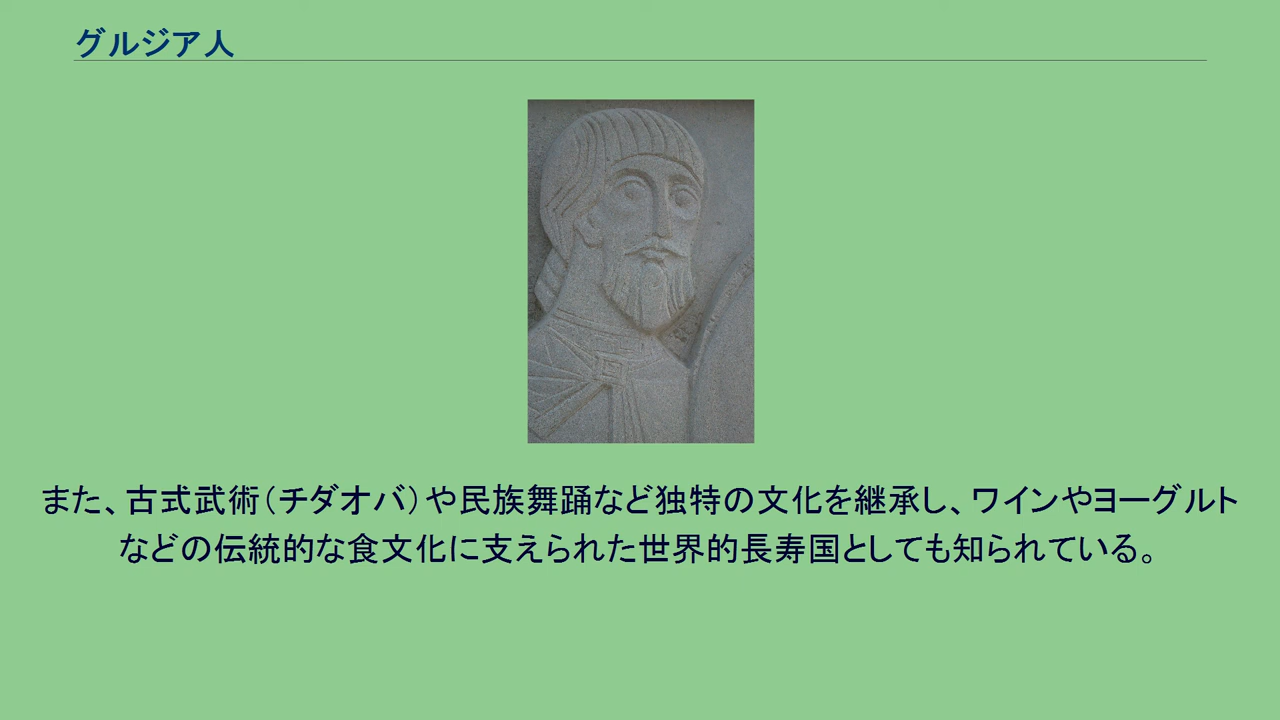 グルジア人
また、古式武術（チダオバ）や民族舞踊など独特の文化を継承し、ワインやヨーグルト
などの伝統的な食文化に支えられた世界的長寿国としても知られている。